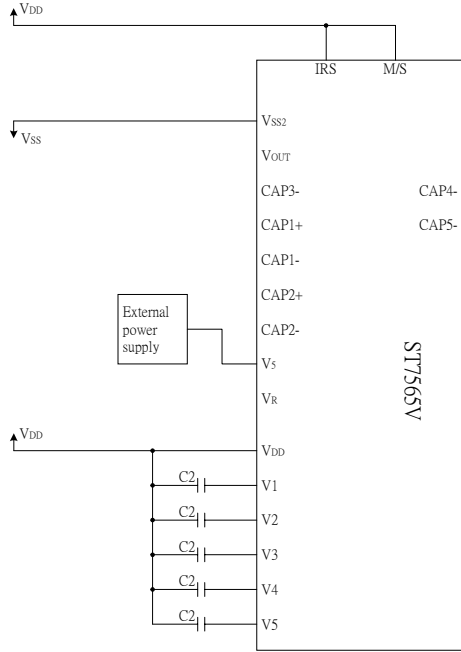 VDD
IRS M/S
VSS2
VSS
VOUT
CAP3- CAP4-
CAP1+ CAP5-
CAP1-
CAP2+
External
power
supply
CAP2-
V5
ST7565V
VR
VDD
VDD
C2 V1
C2 V2
C2 V3
C2 V4
C2 V5